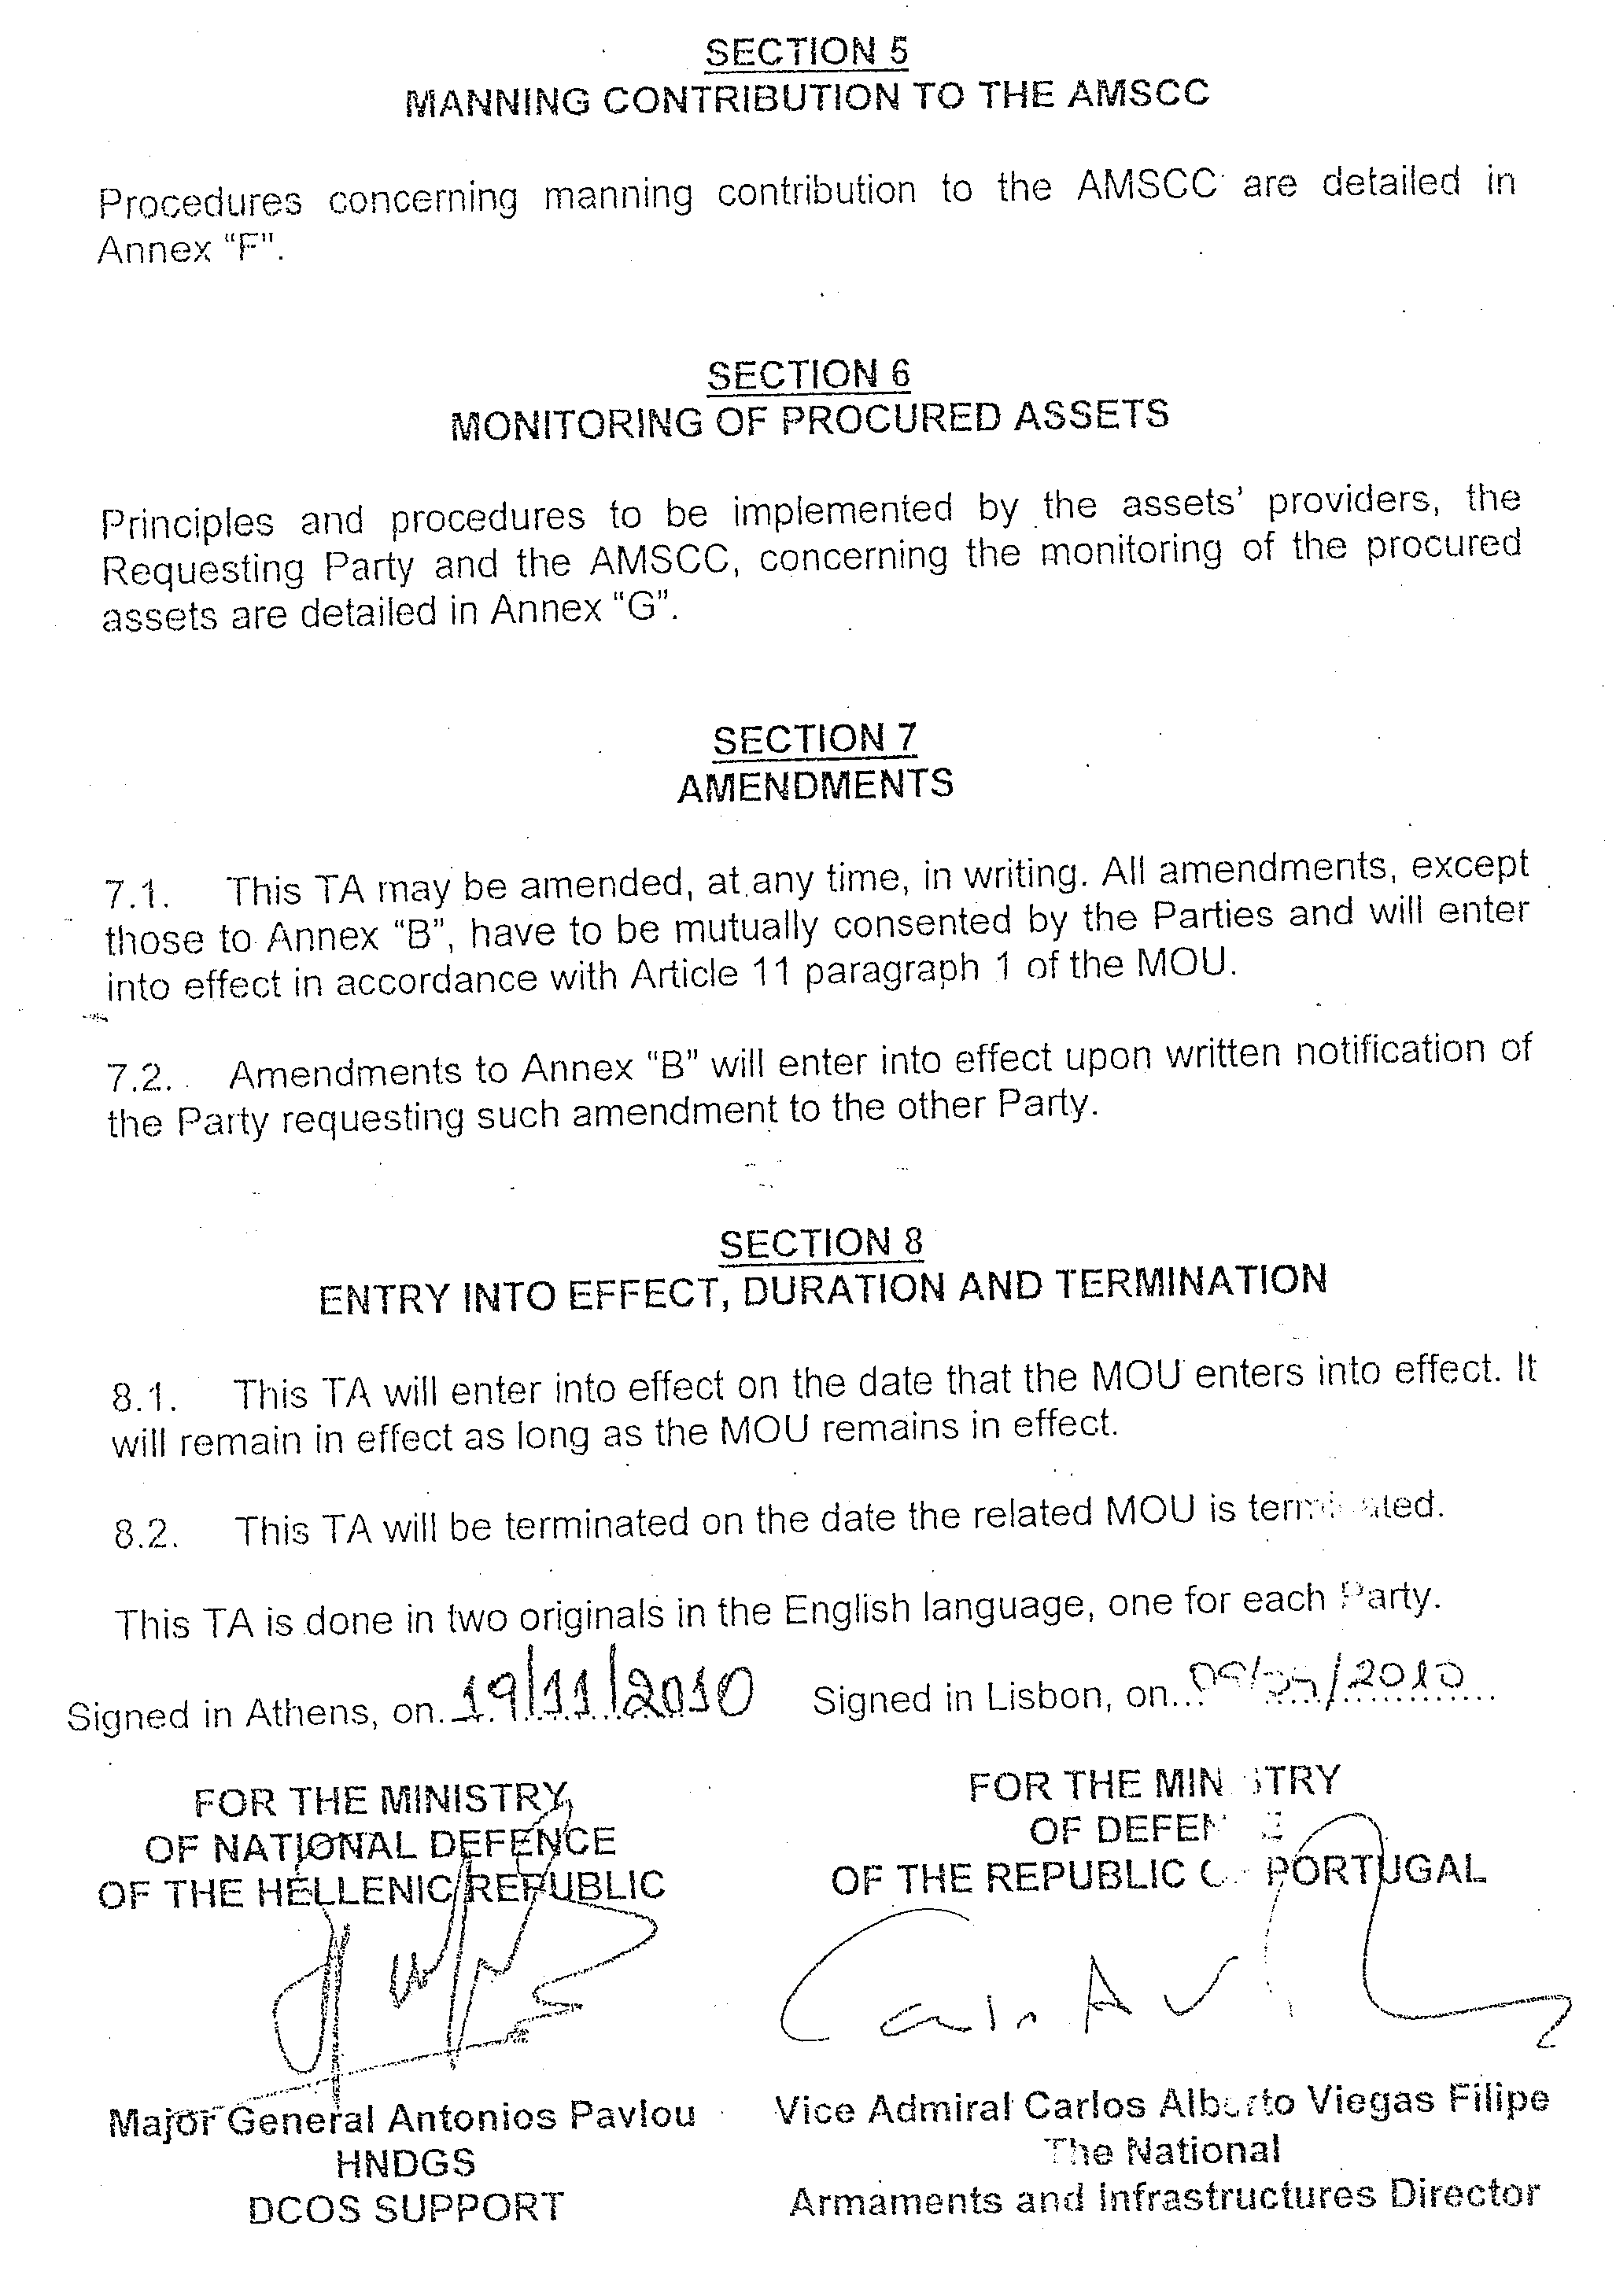 SECTION 5
MANNING CONTRIBUTION TO THE AMSCC
Procedures concerning manning contribution to the AMSCC are detailed in
Annex “F”.
SECTION 6
MONITORING OF PROCURED ASSETS
Principles and procedures to be implemented by the assets’ providers, the
Requesting Party and the AMSCC, concerning the monitoring of the procured
assets are detailed in Annex “G”.
SECTION 7
AMENDMENTS
7.1. This TA may be amended, at any time, in writing. All amendments, except
those to Annex “B”, have to be mutually consented by the Parties and will enter
into effect in accordance with Article 11 paragraph 1 of the MOU.
7.2. Amendments to Annex “B” will enter into effect upon written notification of
the Party requesting such amendment to the other Party.
SECTION 8
ENTRY INTO EFFECT, DURATION AND TERMINATION
8.1. This TA will enter into effect on the date that the MOU enters into effect. It
will remain in effect as long as the MOU remains in effect.
8.2. This TA will be terminated on the date the related MOU is terminated.
This TA is done in two originals in the English language, one for each Party.
Signed in Athens, on 19/11/2010 Signed in Lisbon, on... /2010
FOR THE MINISTRY
OF NATIONAL DEFENCE
OF THE HELLENIC REPUBLIC
Major General Antonios Pavlou
HNDGS
DCOS SUPPORT
FOR THE MINISTRY
OF DEFENCE
OF THE REPUBLIC OF PORTUGAL
Vice Admiral Carlos Alberto Viegas Filipe
The National
Armaments and Infrastructures Director